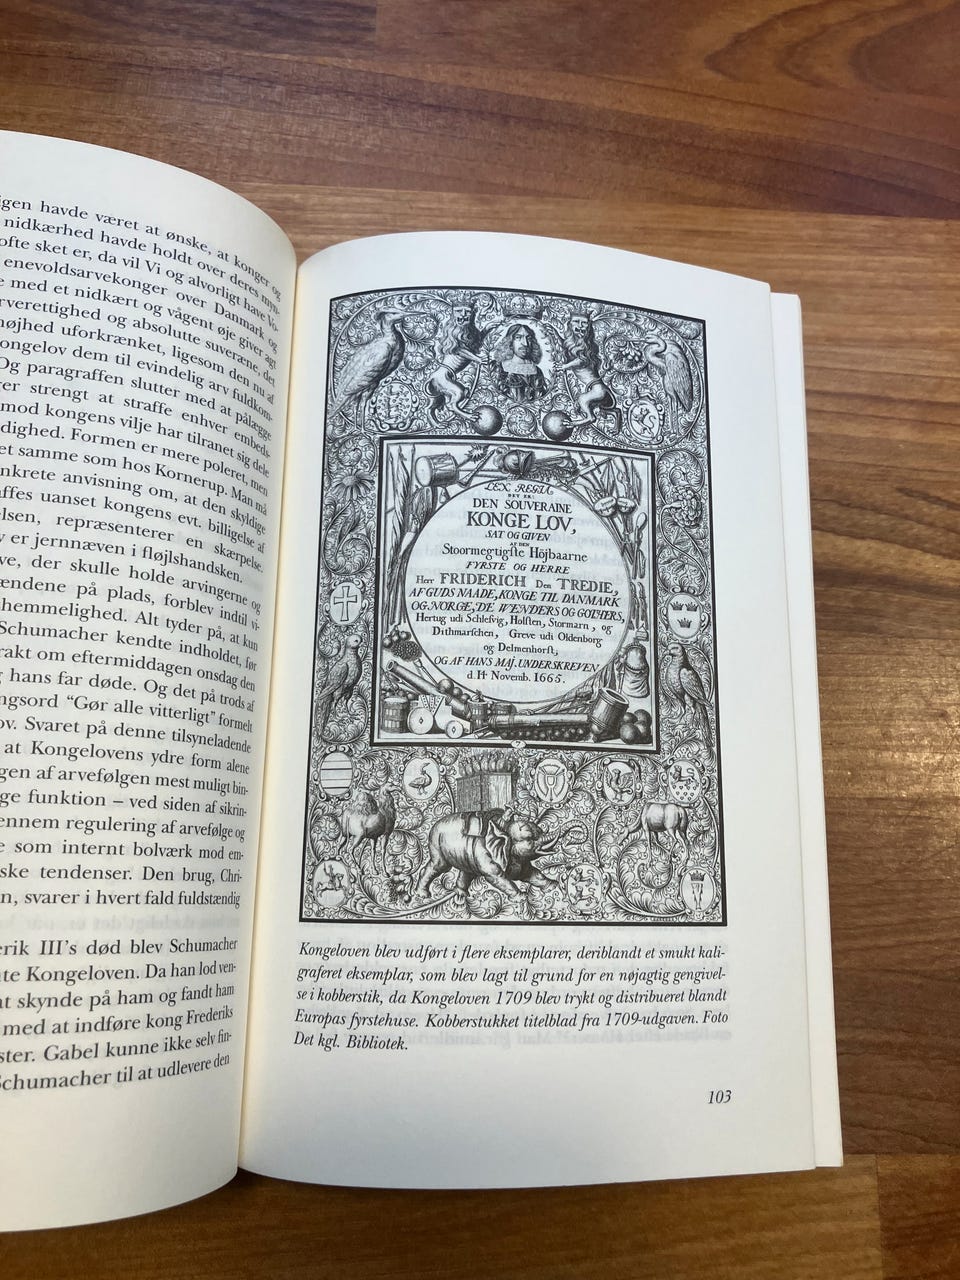 igen havde været at ønske, at konger og
nidkærhed havde holdt over deres myn-
ofte sket er, da vil Vi og alvorligt have Vo-
enevoldsarvekonger over Danmark og
med et nidkært og vågent øje giver agt
rverettighed og absolutte suveræne, det
højhed uforkrænket, ligesom den nu af
ongelov dem til evindelig arv fuldkom-
Og paragraffen slutter med at pålægge
rer strengt at straffe enhver embeds-
mod kongens vilje har tilranet sig dele
dighed. Formen er mere poleret, men
et samme som hos Kornerup. Man må
nkrete anvisning om, at den skyldige
affes uanset kongens evt. billigelse af
elsen, repræsenterer en skærpelse.
v er jernnæven i fløjlshandsken.
ve, der skulle holde arvingerne og
ændene på plads, forblev indtil vi-
shemmelighed. Alt tyder på, at kun
Schumacher kendte indholdet, før
rakt om eftermiddagen onsdag den
g hans far døde. Og det på trods af
ngsord “Gør alle vitterligt” formelt
ov. Svaret på denne tilsyneladende
at Kongelovens ydre form alene
gen af arvefølgen mest muligt bin-
ge funktion – ved siden af sikrin-
ennem regulering af arvefølge og
e som internt bolværk mod em-
ske tendenser. Den brug, Chri-
n, svarer i hvert fald fuldstændig
erik III’s død blev Schumacher
te Kongeloven. Da han lod ven-
at skynde på ham og fandt ham
med at indføre kong Frederiks
ster. Gabel kunne ikke selv fin-
Schumacher til at udlevere den
LEX REGIA
DET ER:
DEN SOUVERAINE
KONGE LOV,
SAT OG GIVEN
AF DEN
Stoormegtigste Höjbaarne
FYRSTE OG HERRE
Herr FRIDERICH Den TREDIE,
AF GUDS NAADE, KONGE TIL DANMARK
OG NORGE, DE WENDERS OG GOTHERS,
Hertug udi Schlesvig, Holsten, Stormarn, og
Dithmarschen, Greve udi Oldenborg
og Delmenhorst,
OG AF HANS MAJ. UNDERSKREVEN
d. 14 Novemb. 1665.
Kongeloven blev udført i flere eksemplarer, deriblandt et smukt kali-
graferet eksemplar, som blev lagt til grund for en nøjagtig gengivel-
se i kobberstik, da Kongeloven 1709 blev trykt og distribueret blandt
Europas fyrstehuse. Kobberstukket titelblad fra 1709-udgaven. Foto
Det kgl. Bibliotek.
103